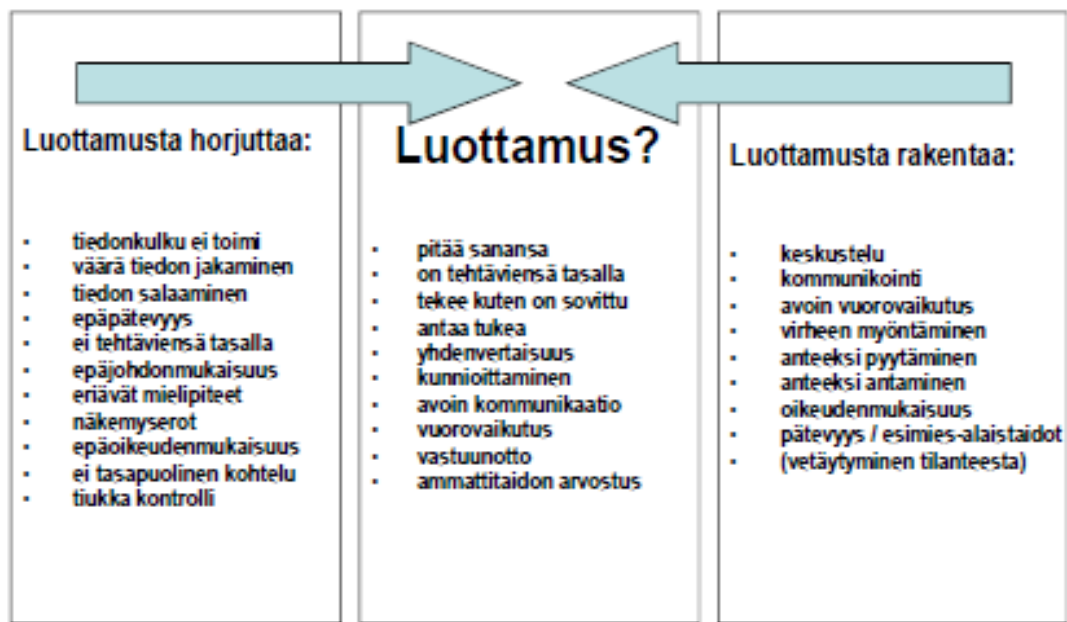 Luottamusta horjuttaa:
▪ tiedonkulku ei toimi
▪ väärä tiedon jakaminen
▪ tiedon salaaminen
▪ epäpätevyys
▪ ei tehtäviensä tasalla
▪ epäjohdonmukaisuus
▪ eriävät mielipiteet
▪ näkemyserot
▪ epäoikeudenmukaisuus
▪ ei tasapuolinen kohtelu
▪ tiukka kontrolli
Luottamus?
▪ pitää sanansa
▪ on tehtäviensä tasalla
▪ tekee kuten on sovittu
▪ antaa tukea
▪ yhdenvertaisuus
▪ kunnioittaminen
▪ avoin kommunikaatio
▪ vuorovaikutus
▪ vastuunotto
▪ ammattitaidon arvostus
Luottamusta rakentaa:
▪ keskustelu
▪ kommunikointi
▪ avoin vuorovaikutus
▪ virheen myöntäminen
▪ anteeksi pyytäminen
▪ anteeksi antaminen
▪ oikeudenmukaisuus
▪ pätevyys / esimies-alaistaidot
▪ (vetäytyminen tilanteesta)